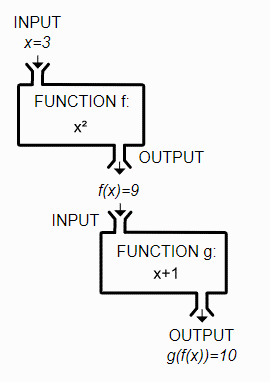 INPUT
x=3
FUNCTION f:
x²
OUTPUT
f(x)=9
INPUT
FUNCTION g:
x+1
OUTPUT
g(f(x))=10